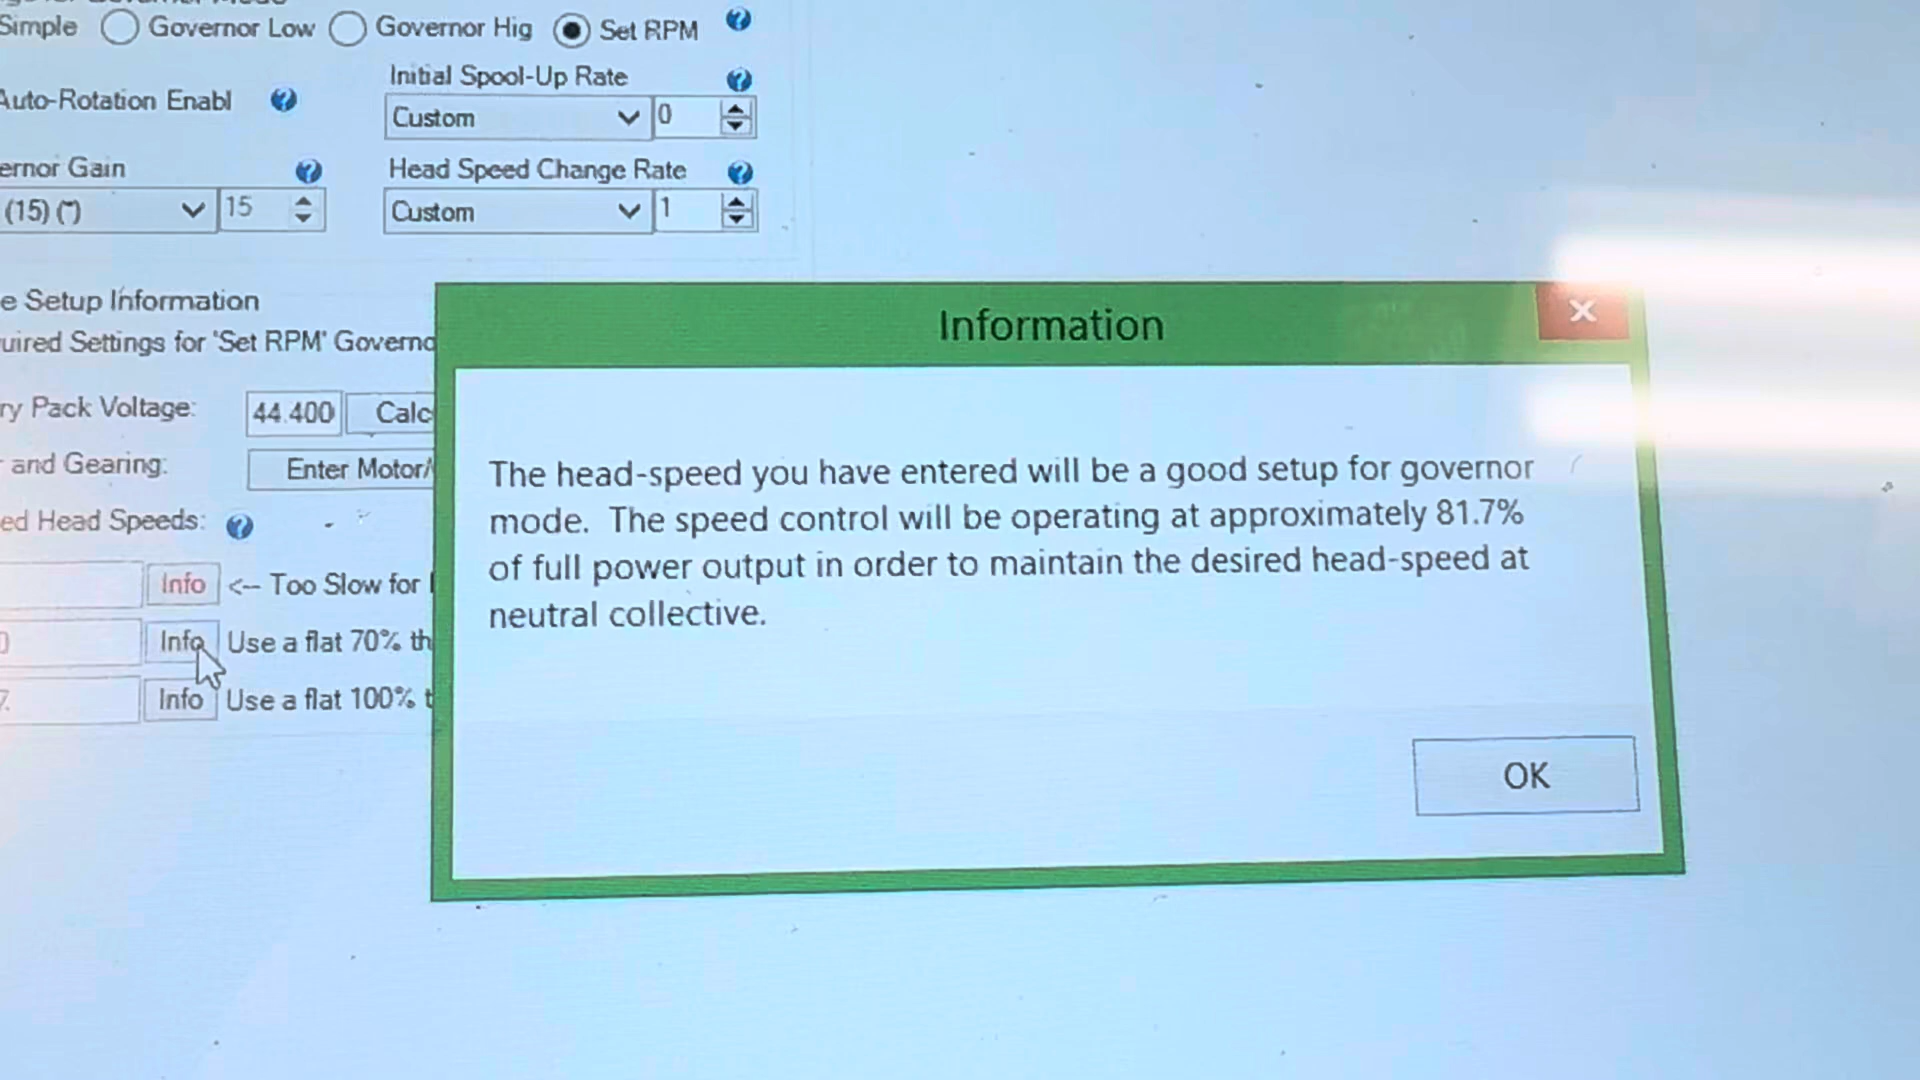 Simple Governor Low Governor Hig Set RPM
Initial Spool-Up Rate
Auto-Rotation Enabl
Custom 0
ernor Gain
Head Speed Change Rate
(15) (*) 15
Custom 1
e Setup Information
uired Settings for 'Set RPM' Governo
ry Pack Voltage: 44.400 Calc
and Gearing: Enter Motor/
ed Head Speeds:
Info <-- Too Slow for
0 Info Use a flat 70% th
Info Use a flat 100% t
Information
The head-speed you have entered will be a good setup for governor
mode. The speed control will be operating at approximately 81.7%
of full power output in order to maintain the desired head-speed at
neutral collective.
OK